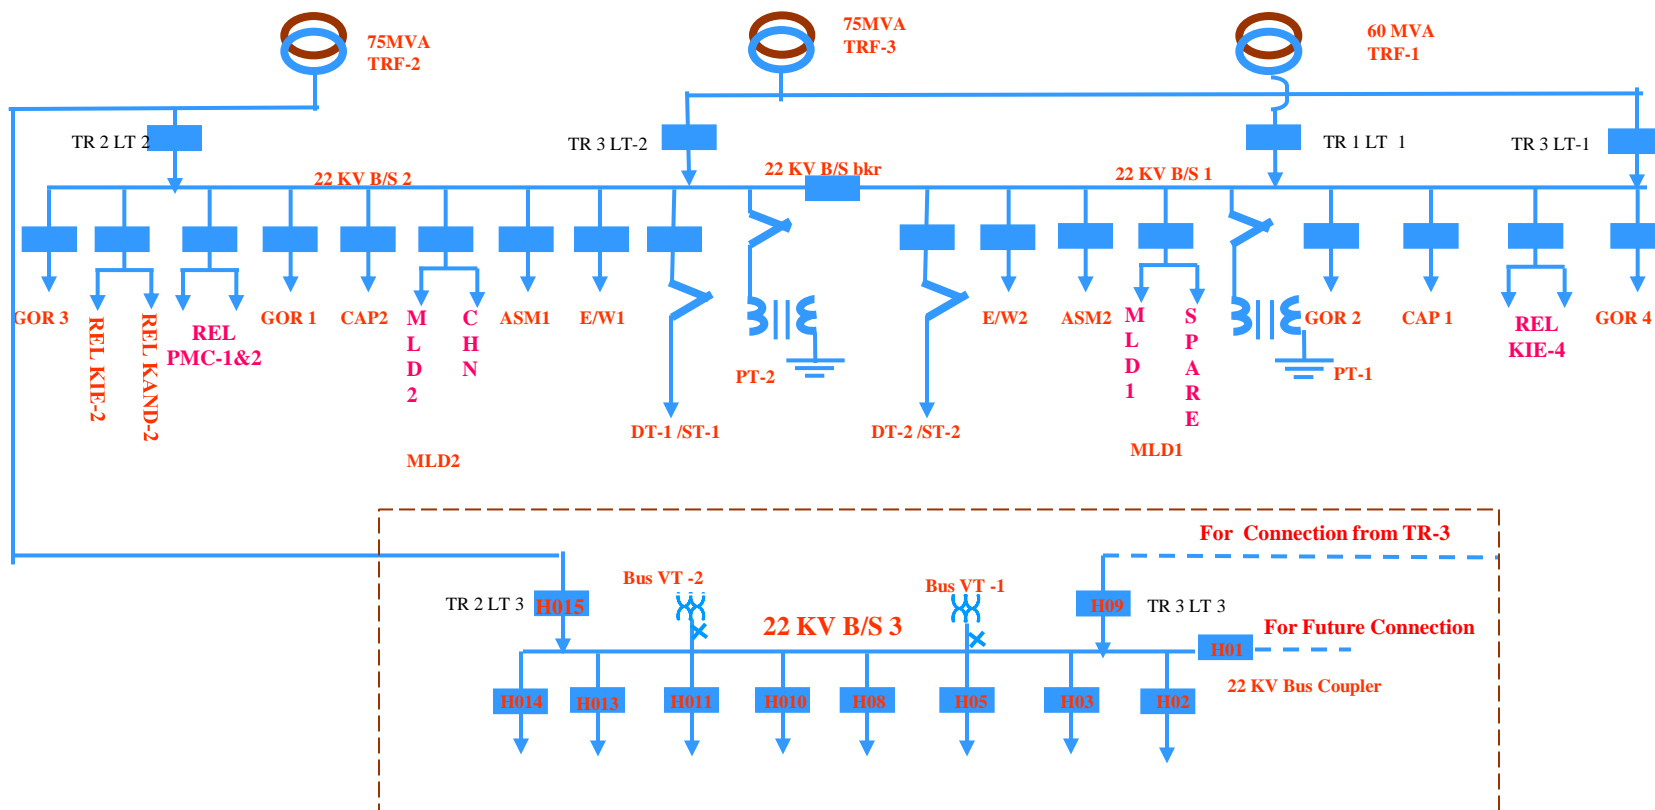 75MVA
TRF-2
75MVA
TRF-3
60 MVA
TRF-1
TR 2 LT 2
TR 3 LT-2
TR 1 LT 1
TR 3 LT-1
22 KV B/S 2
22 KV B/S bkr
22 KV B/S 1
GOR 3
REL KIE-2
REL KAND-2
REL
PMC-1&2
GOR 1
CAP2
MLD2
CHN
ASM1
E/W1
DT-1 /ST-1
PT-2
DT-2 /ST-2
E/W2
ASM2
MLD1
SPARE
PT-1
GOR 2
CAP 1
REL
KIE-4
GOR 4
MLD2
MLD1
For Connection from TR-3
TR 2 LT 3
H015
Bus VT -2
Bus VT -1
H09
TR 3 LT 3
22 KV B/S 3
For Future Connection
H01
22 KV Bus Coupler
H014
H013
H011
H010
H08
H05
H03
H02